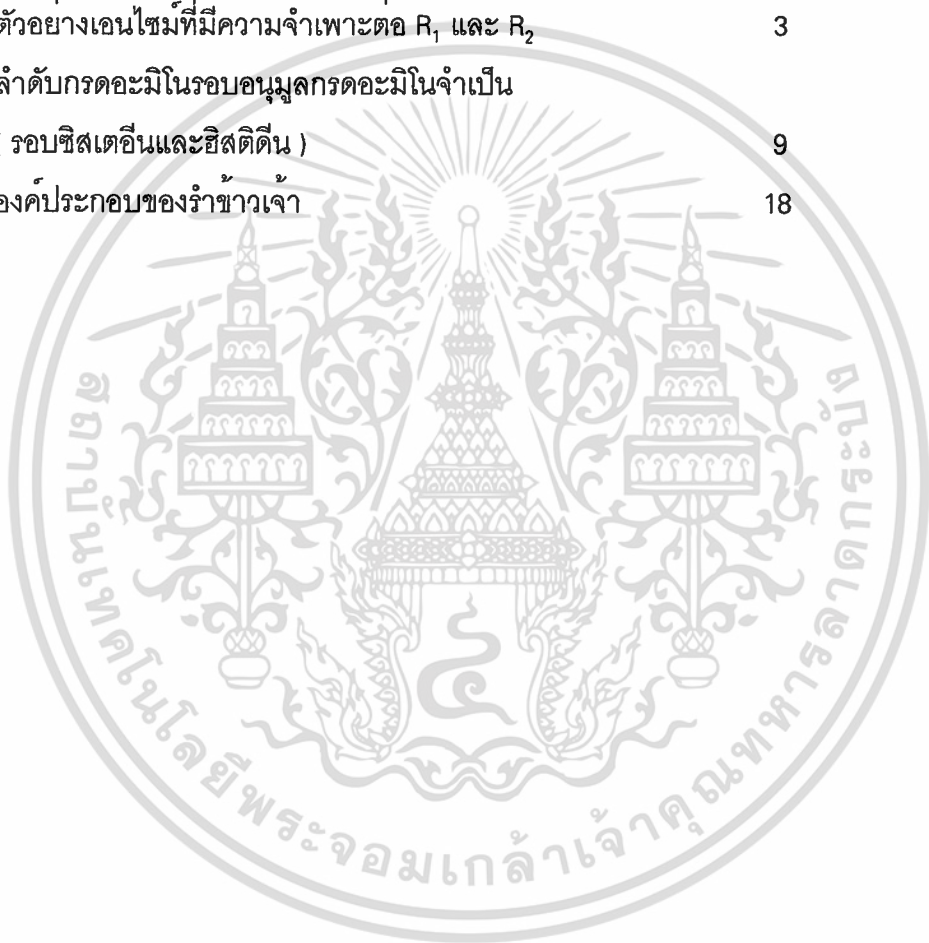 ตัวอย่างเอนไซม์ที่มีความจำเพาะต่อ R₁ และ R₂ 3
ลำดับกรดอะมิโนรอบอนุมูลกรดอะมิโนจำเป็น
( รอบซิสเตอีนและฮิสติดีน ) 9
องค์ประกอบของรำข้าวเจ้า 18
สถาบันเทคโนโลยีพระจอมเกล้าเจ้าคุณทหารลาดกระบัง